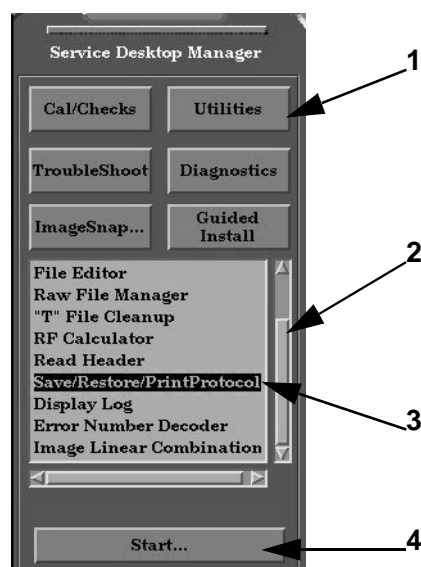 Service Desktop Manager
1
Cal/Checks
Utilities
TroubleShoot
Diagnostics
ImageSnap...
Guided
Install
2
File Editor
Raw File Manager
"T" File Cleanup
RF Calculator
Read Header
Save/Restore/PrintProtocol
3
Display Log
Error Number Decoder
Image Linear Combination
Start...
4